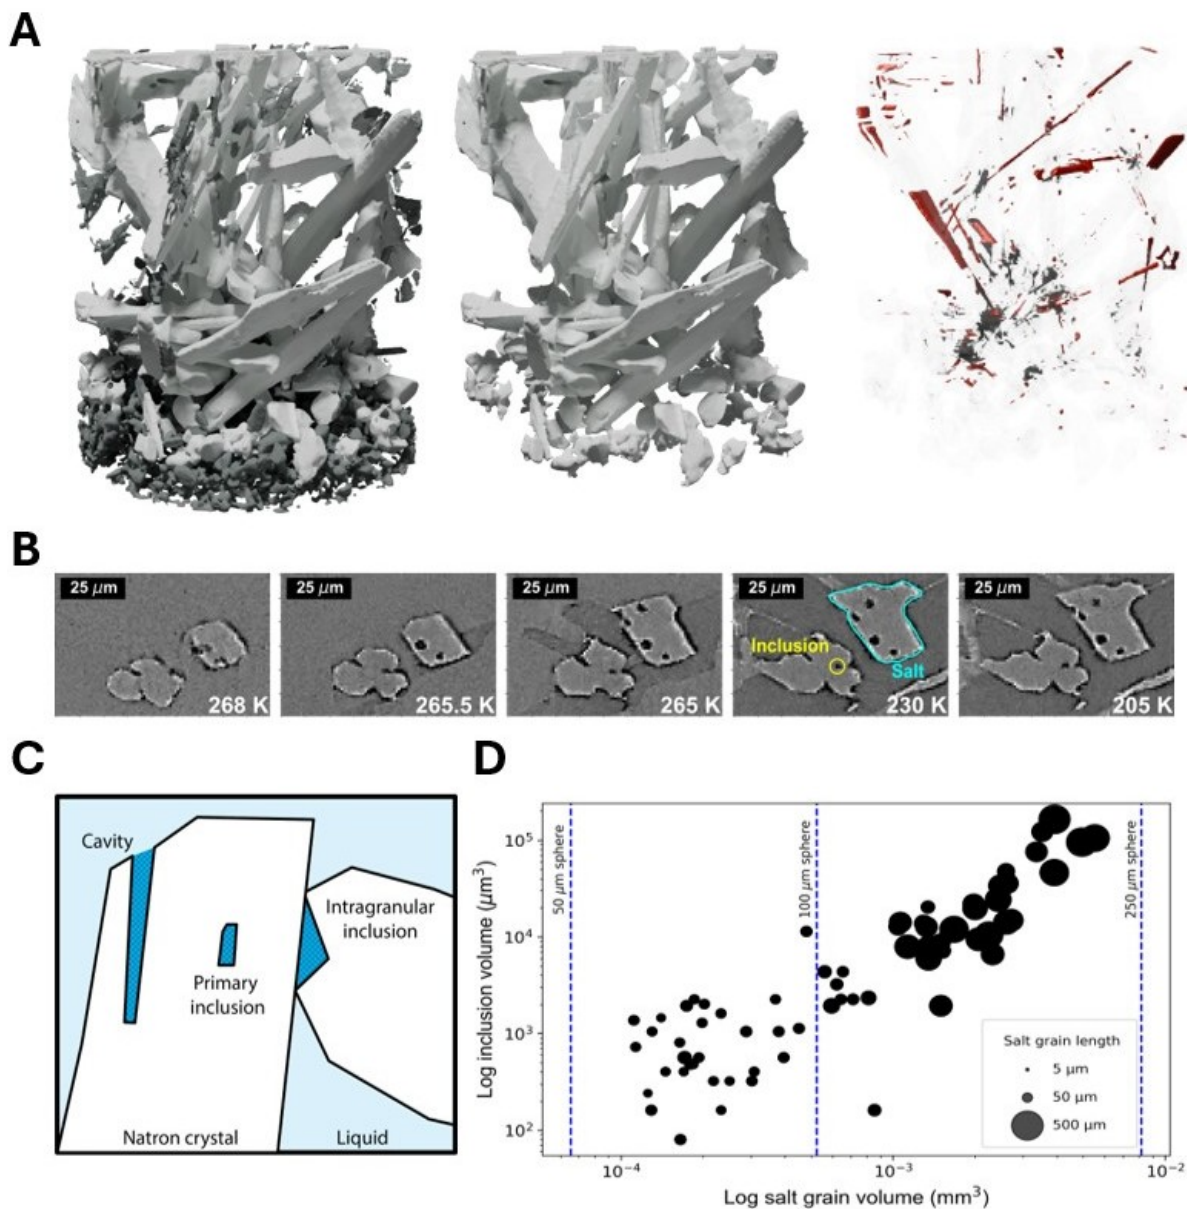 A
B
25 µm
25 µm
25 µm
25 µm
25 µm
Inclusion
Salt
268 K
265.5 K
265 K
230 K
205 K
C
Cavity
Primary
inclusion
Intragranular
inclusion
Natron crystal
Liquid
D
Log inclusion volume (µm³)
10⁵
10⁴
10³
10²
50 µm sphere
100 µm sphere
250 µm sphere
Salt grain length
5 µm
50 µm
500 µm
10⁻⁴
10⁻³
10⁻²
Log salt grain volume (mm³)